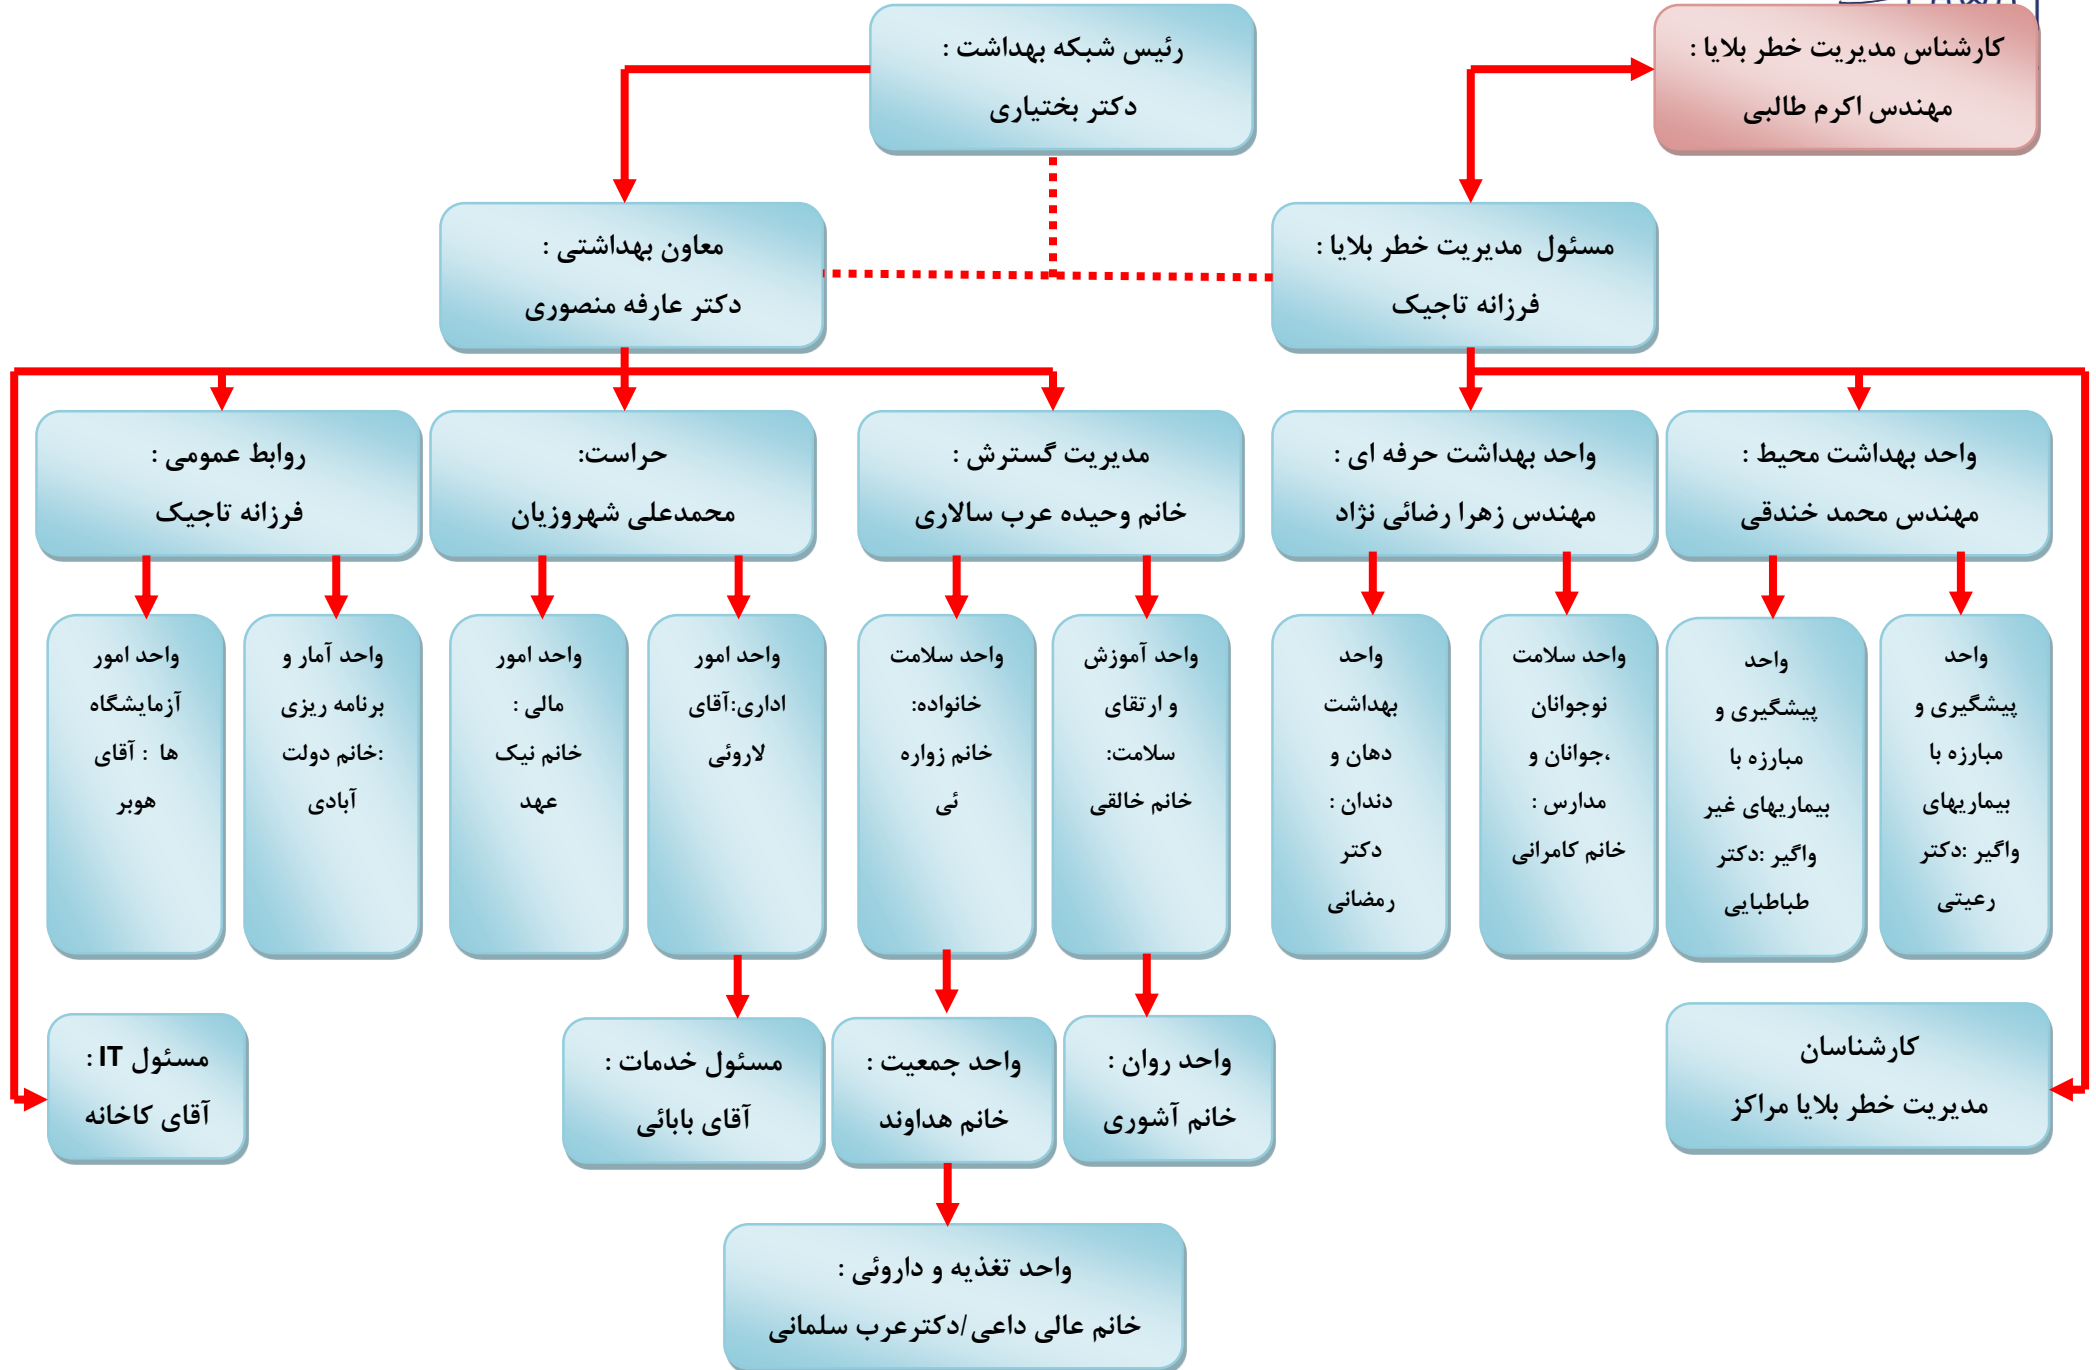 کارشناس مدیریت خطر بلایا :
مهندس اکرم طالبی
رئیس شبکه بهداشت :
دکتر بختیاری
مسئول مدیریت خطر بلایا :
فرزانه تاجیک
معاون بهداشتی :
دکتر عارفه منصوری
واحد بهداشت محیط :
مهندس محمد خندقی
واحد بهداشت حرفه ای :
مهندس زهرا رضائی نژاد
مدیریت گسترش :
خانم وحیده عرب سالاری
حراست:
محمدعلی شهروزیان
روابط عمومی :
فرزانه تاجیک
واحد
پیشگیری و
مبارزه با
بیماریهای
واگیر :دکتر
رعیتی
واحد
پیشگیری و
مبارزه با
بیماریهای غیر
واگیر :دکتر
طباطبایی
واحد سلامت
نوجوانان
،جوانان و
مدارس :
خانم کامرانی
واحد
بهداشت
دهان و
دندان :
دکتر
رمضانی
واحد آموزش
و ارتقای
سلامت:
خانم خالقی
واحد سلامت
خانواده:
خانم زواره
ئی
واحد امور
اداری:آقای
لاروئی
واحد امور
مالی :
خانم نیک
عهد
واحد آمار و
برنامه ریزی
:خانم دولت
آبادی
واحد امور
آزمایشگاه
ها : آقای
هوبر
کارشناسان
مدیریت خطر بلایا مراکز
واحد روان :
خانم آشوری
واحد جمعیت :
خانم هداوند
مسئول خدمات :
آقای بابائی
مسئول IT :
آقای کاخانه
واحد تغذیه و داروئی :
خانم عالی داعی/دکترعرب سلمانی